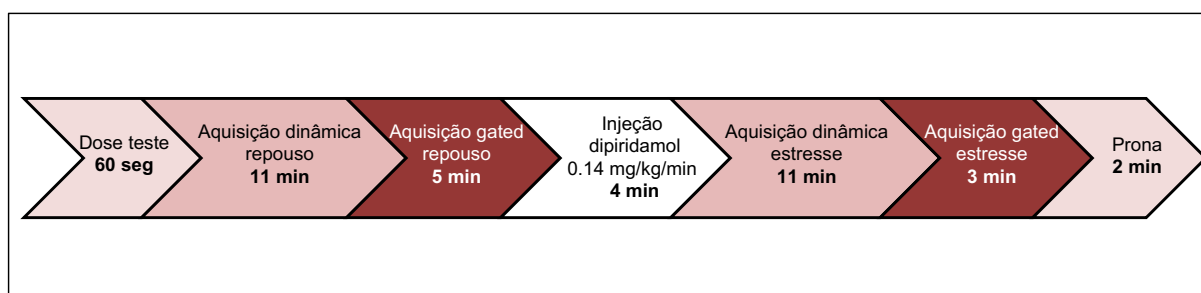 Dose teste
60 seg
Aquisição dinâmica
repouso
11 min
Aquisição gated
repouso
5 min
Injeção
dipiridamol
0.14 mg/kg/min
4 min
Aquisição dinâmica
estresse
11 min
Aquisição gated
estresse
3 min
Prona
2 min